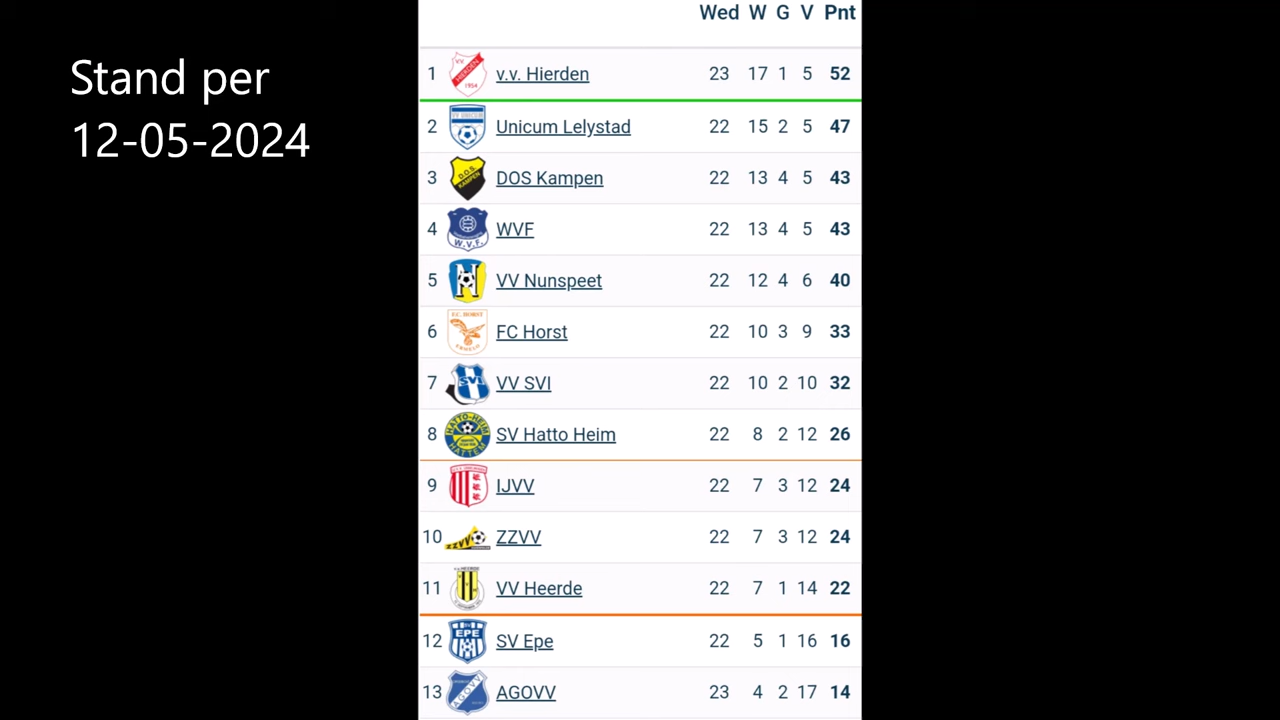 Stand per
12-05-2024
Wed W G V Pnt
1 v.v. Hierden 23 17 1 5 52
2 Unicum Lelystad 22 15 2 5 47
3 DOS Kampen 22 13 4 5 43
4 WVF 22 13 4 5 43
5 VV Nunspeet 22 12 4 6 40
6 FC Horst 22 10 3 9 33
7 VV SVI 22 10 2 10 32
8 SV Hatto Heim 22 8 2 12 26
9 IJVV 22 7 3 12 24
10 ZZVV 22 7 3 12 24
11 VV Heerde 22 7 1 14 22
12 SV Epe 22 5 1 16 16
13 AGOVV 23 4 2 17 14